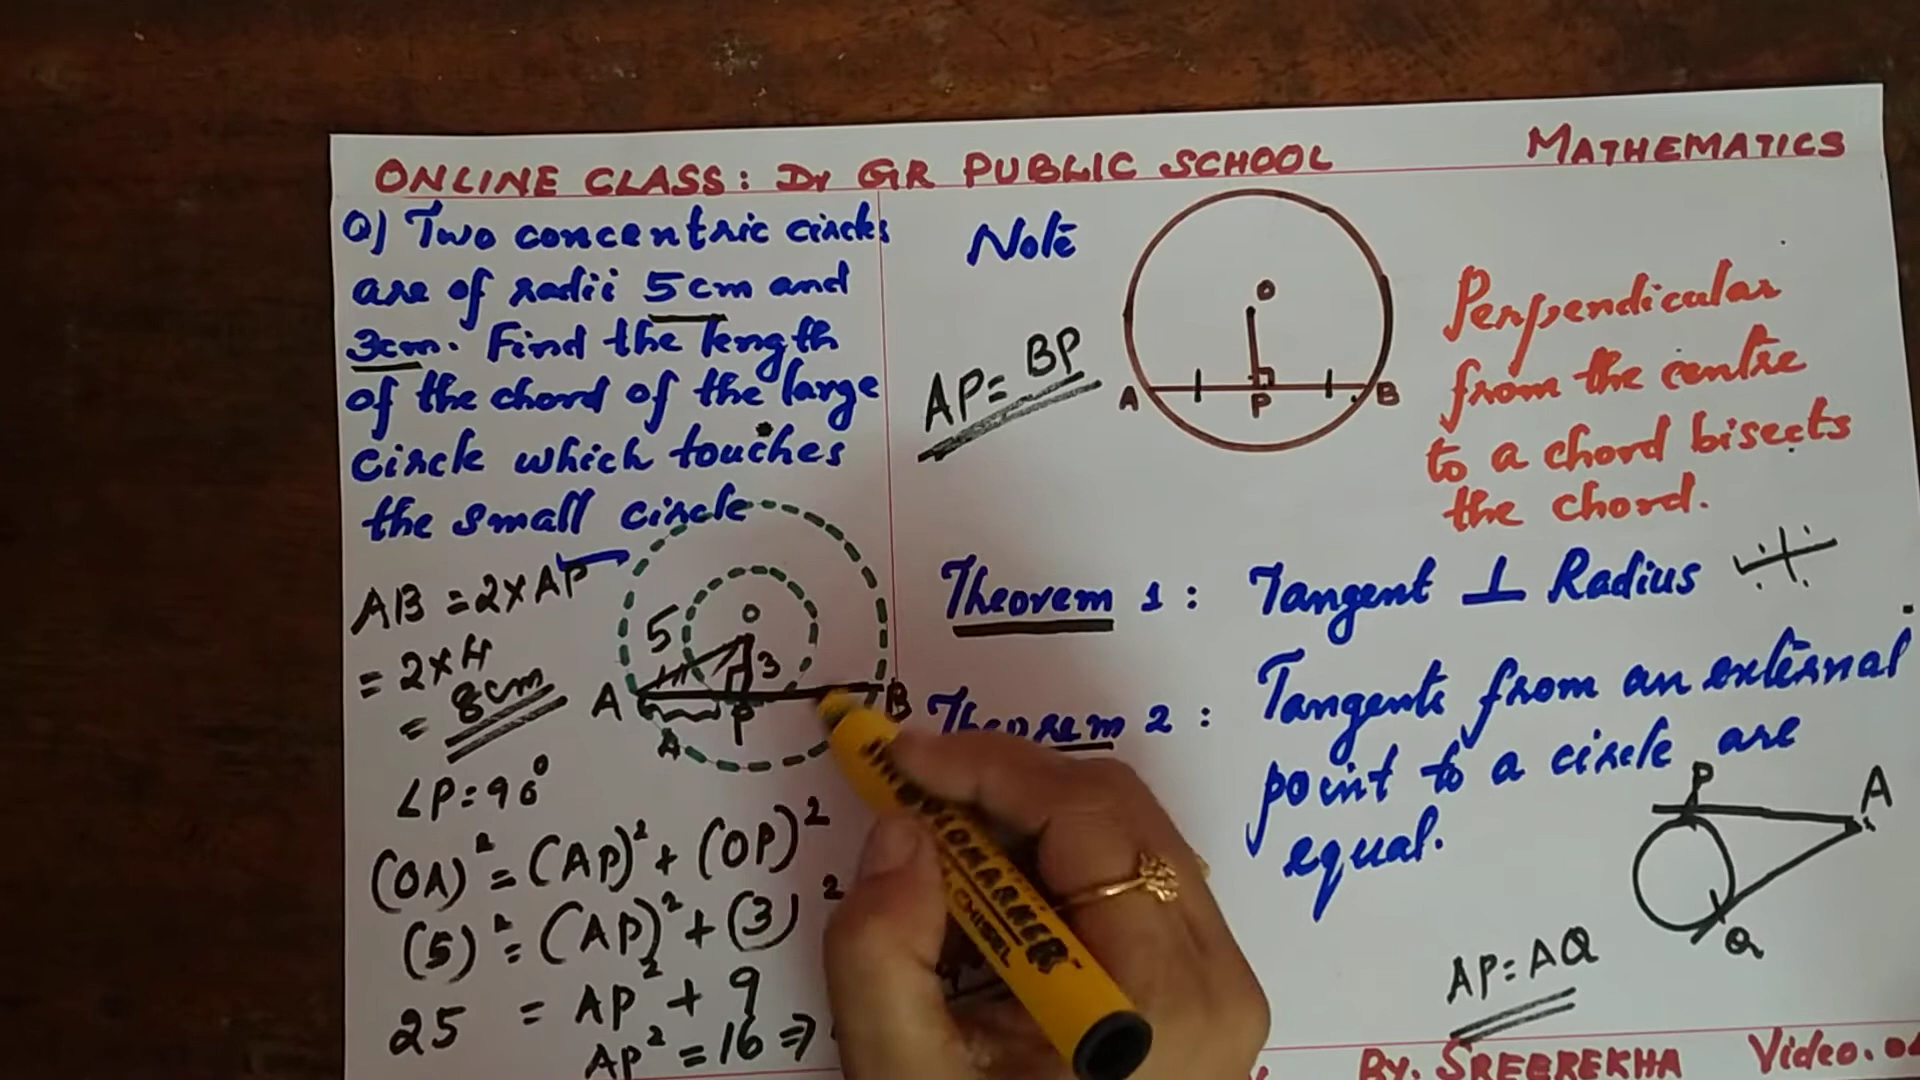 ONLINE CLASS: Dr GR PUBLIC SCHOOL
MATHEMATICS
Q) Two concentric circles
are of radii 5cm and
3cm. Find the length
of the chord of the large
circle which touches
the small circle
AB = 2×AP
= 2×4
= 8cm
∠P=90°
(OA)² = (AP)² + (OP)²
(5)² = (AP)² + (3)²
25 = AP² + 9
AP² = 16 ⇒
O
5
3
A
P
B
4
Note
AP = BP
O
A
P
B
Perpendicular
from the centre
to a chord bisects
the chord.
Theorem 1 : Tangent ⊥ Radius
Theorem 2 : Tangents from an external
point to a circle are
equal.
P
A
Q
AP = AQ
By. SREEREKHA
Video.
COLOMARKER
CHISEL